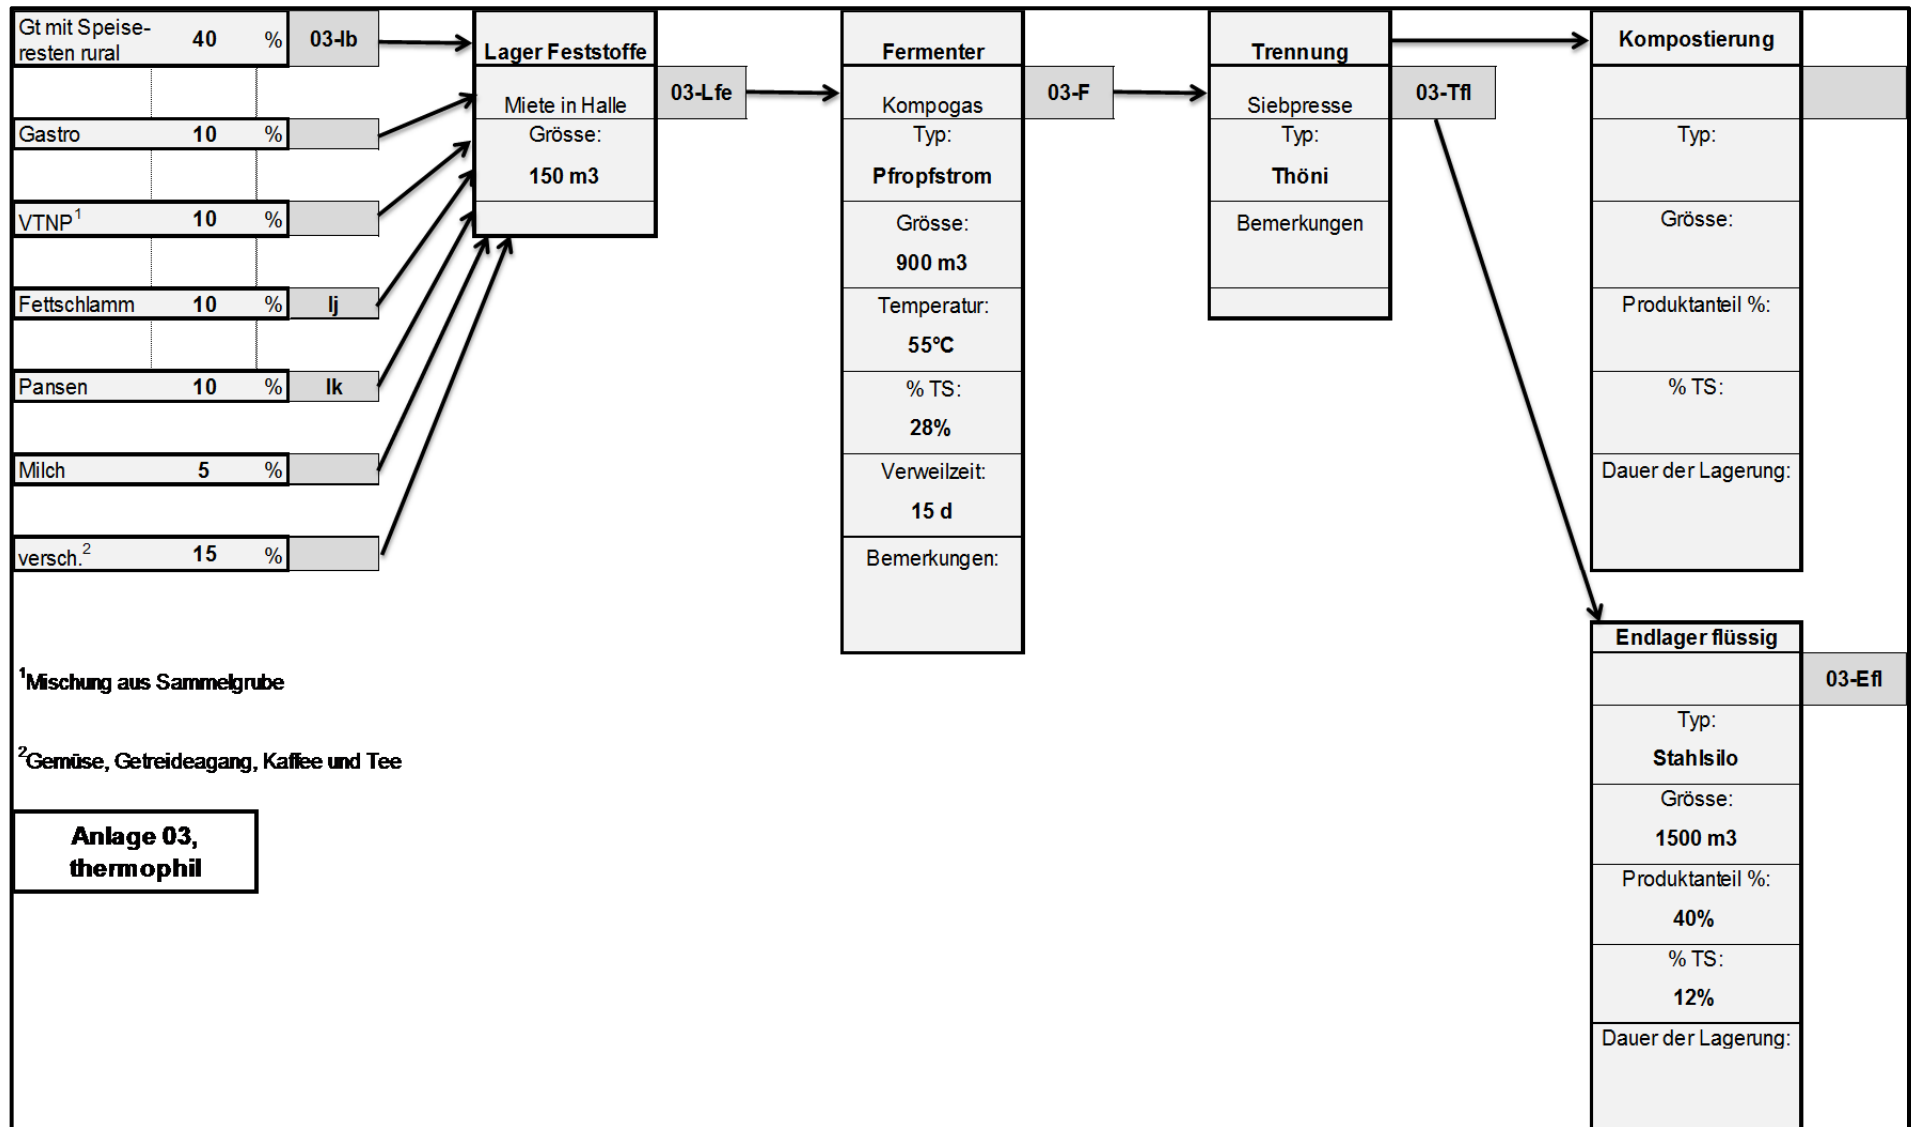 Gt mit Speise-
resten rural
40 %
03-Ib
Gastro 10 %
VTNP1 10 %
Fettschlamm 10 % Ij
Pansen 10 % Ik
Milch 5 %
versch.2 15 %
1Mischung aus Sammelgrube
2Gemüse, Getreideagang, Kaffee und Tee
Anlage 03,
thermophil
Lager Feststoffe
Miete in Halle
Grösse:
150 m3
03-Lfe
Fermenter
Kompogas
Typ:
Pfropfstrom
Grösse:
900 m3
Temperatur:
55°C
% TS:
28%
Verweilzeit:
15 d
Bemerkungen:
03-F
Trennung
Siebpresse
Typ:
Thöni
Bemerkungen
03-Tfl
Kompostierung
Typ:
Grösse:
Produktanteil %:
% TS:
Dauer der Lagerung:
Endlager flüssig
03-Efl
Typ:
Stahlsilo
Grösse:
1500 m3
Produktanteil %:
40%
% TS:
12%
Dauer der Lagerung: